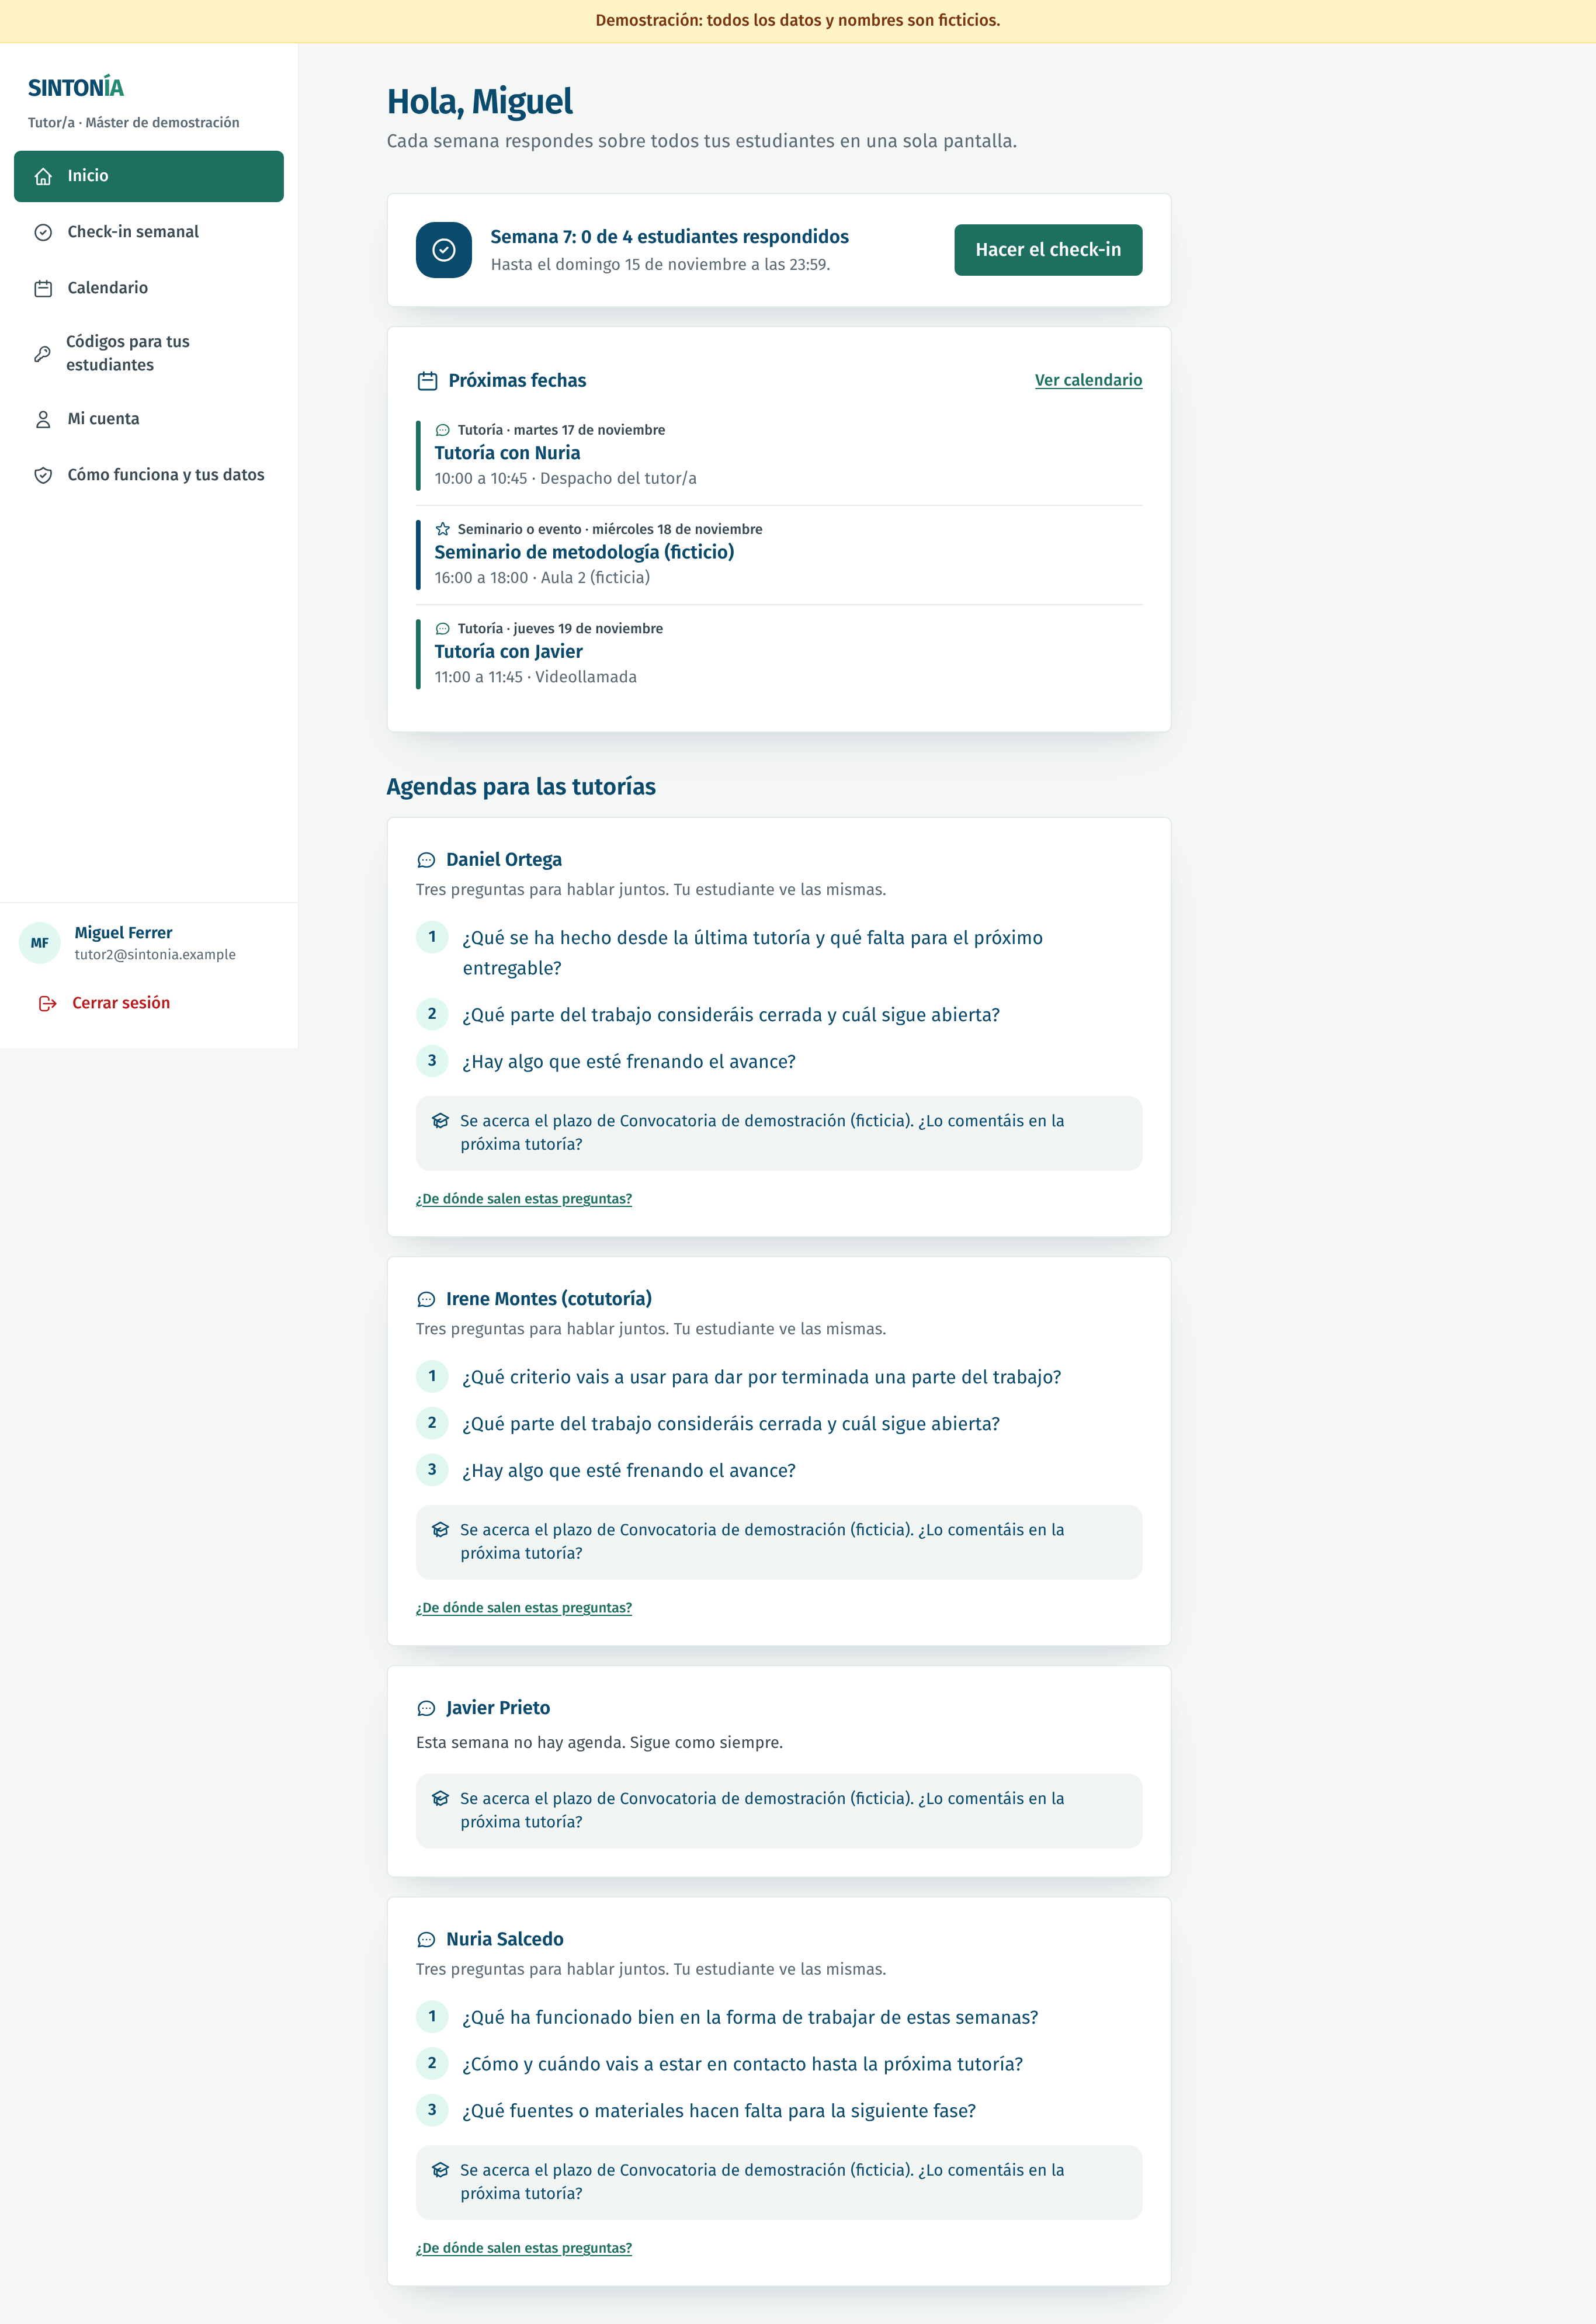 Demostración: todos los datos y nombres son ficticios.
SINTONÍA
Tutor/a · Máster de demostración
Inicio
Check-in semanal
Calendario
Códigos para tus
estudiantes
Mi cuenta
Cómo funciona y tus datos
MF
Miguel Ferrer
tutor2@sintonia.example
Cerrar sesión
Hola, Miguel
Cada semana respondes sobre todos tus estudiantes en una sola pantalla.
Semana 7: 0 de 4 estudiantes respondidos
Hasta el domingo 15 de noviembre a las 23:59.
Hacer el check-in
Próximas fechas
Ver calendario
Tutoría · martes 17 de noviembre
Tutoría con Nuria
10:00 a 10:45 · Despacho del tutor/a
Seminario o evento · miércoles 18 de noviembre
Seminario de metodología (ficticio)
16:00 a 18:00 · Aula 2 (ficticia)
Tutoría · jueves 19 de noviembre
Tutoría con Javier
11:00 a 11:45 · Videollamada
Agendas para las tutorías
Daniel Ortega
Tres preguntas para hablar juntos. Tu estudiante ve las mismas.
1 ¿Qué se ha hecho desde la última tutoría y qué falta para el próximo
entregable?
2 ¿Qué parte del trabajo consideráis cerrada y cuál sigue abierta?
3 ¿Hay algo que esté frenando el avance?
Se acerca el plazo de Convocatoria de demostración (ficticia). ¿Lo comentáis en la
próxima tutoría?
¿De dónde salen estas preguntas?
Irene Montes (cotutoría)
Tres preguntas para hablar juntos. Tu estudiante ve las mismas.
1 ¿Qué criterio vais a usar para dar por terminada una parte del trabajo?
2 ¿Qué parte del trabajo consideráis cerrada y cuál sigue abierta?
3 ¿Hay algo que esté frenando el avance?
Se acerca el plazo de Convocatoria de demostración (ficticia). ¿Lo comentáis en la
próxima tutoría?
¿De dónde salen estas preguntas?
Javier Prieto
Esta semana no hay agenda. Sigue como siempre.
Se acerca el plazo de Convocatoria de demostración (ficticia). ¿Lo comentáis en la
próxima tutoría?
Nuria Salcedo
Tres preguntas para hablar juntos. Tu estudiante ve las mismas.
1 ¿Qué ha funcionado bien en la forma de trabajar de estas semanas?
2 ¿Cómo y cuándo vais a estar en contacto hasta la próxima tutoría?
3 ¿Qué fuentes o materiales hacen falta para la siguiente fase?
Se acerca el plazo de Convocatoria de demostración (ficticia). ¿Lo comentáis en la
próxima tutoría?
¿De dónde salen estas preguntas?